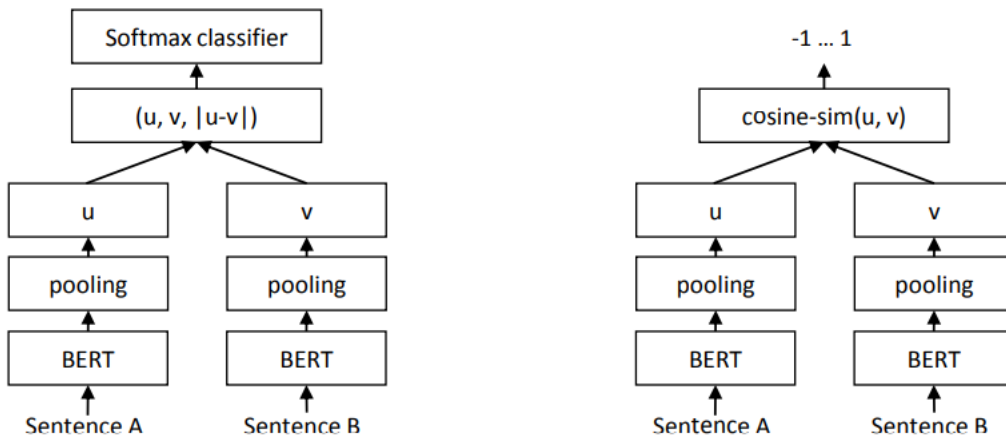 Softmax classifier
(u, v, |u-v|)
u
v
pooling
pooling
BERT
BERT
Sentence A
Sentence B
-1 … 1
cosine-sim(u, v)
u
v
pooling
pooling
BERT
BERT
Sentence A
Sentence B